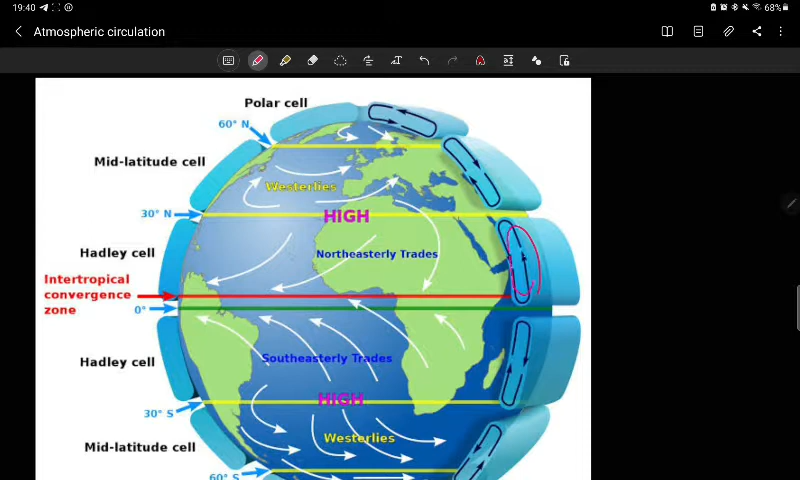 19:40
68%
Atmospheric circulation
Polar cell
60° N
Mid-latitude cell
Westerlies
30° N
HIGH
Hadley cell
Northeasterly Trades
Intertropical
convergence
zone
0°
Hadley cell
Southeasterly Trades
HIGH
30° S
Westerlies
Mid-latitude cell
60° S